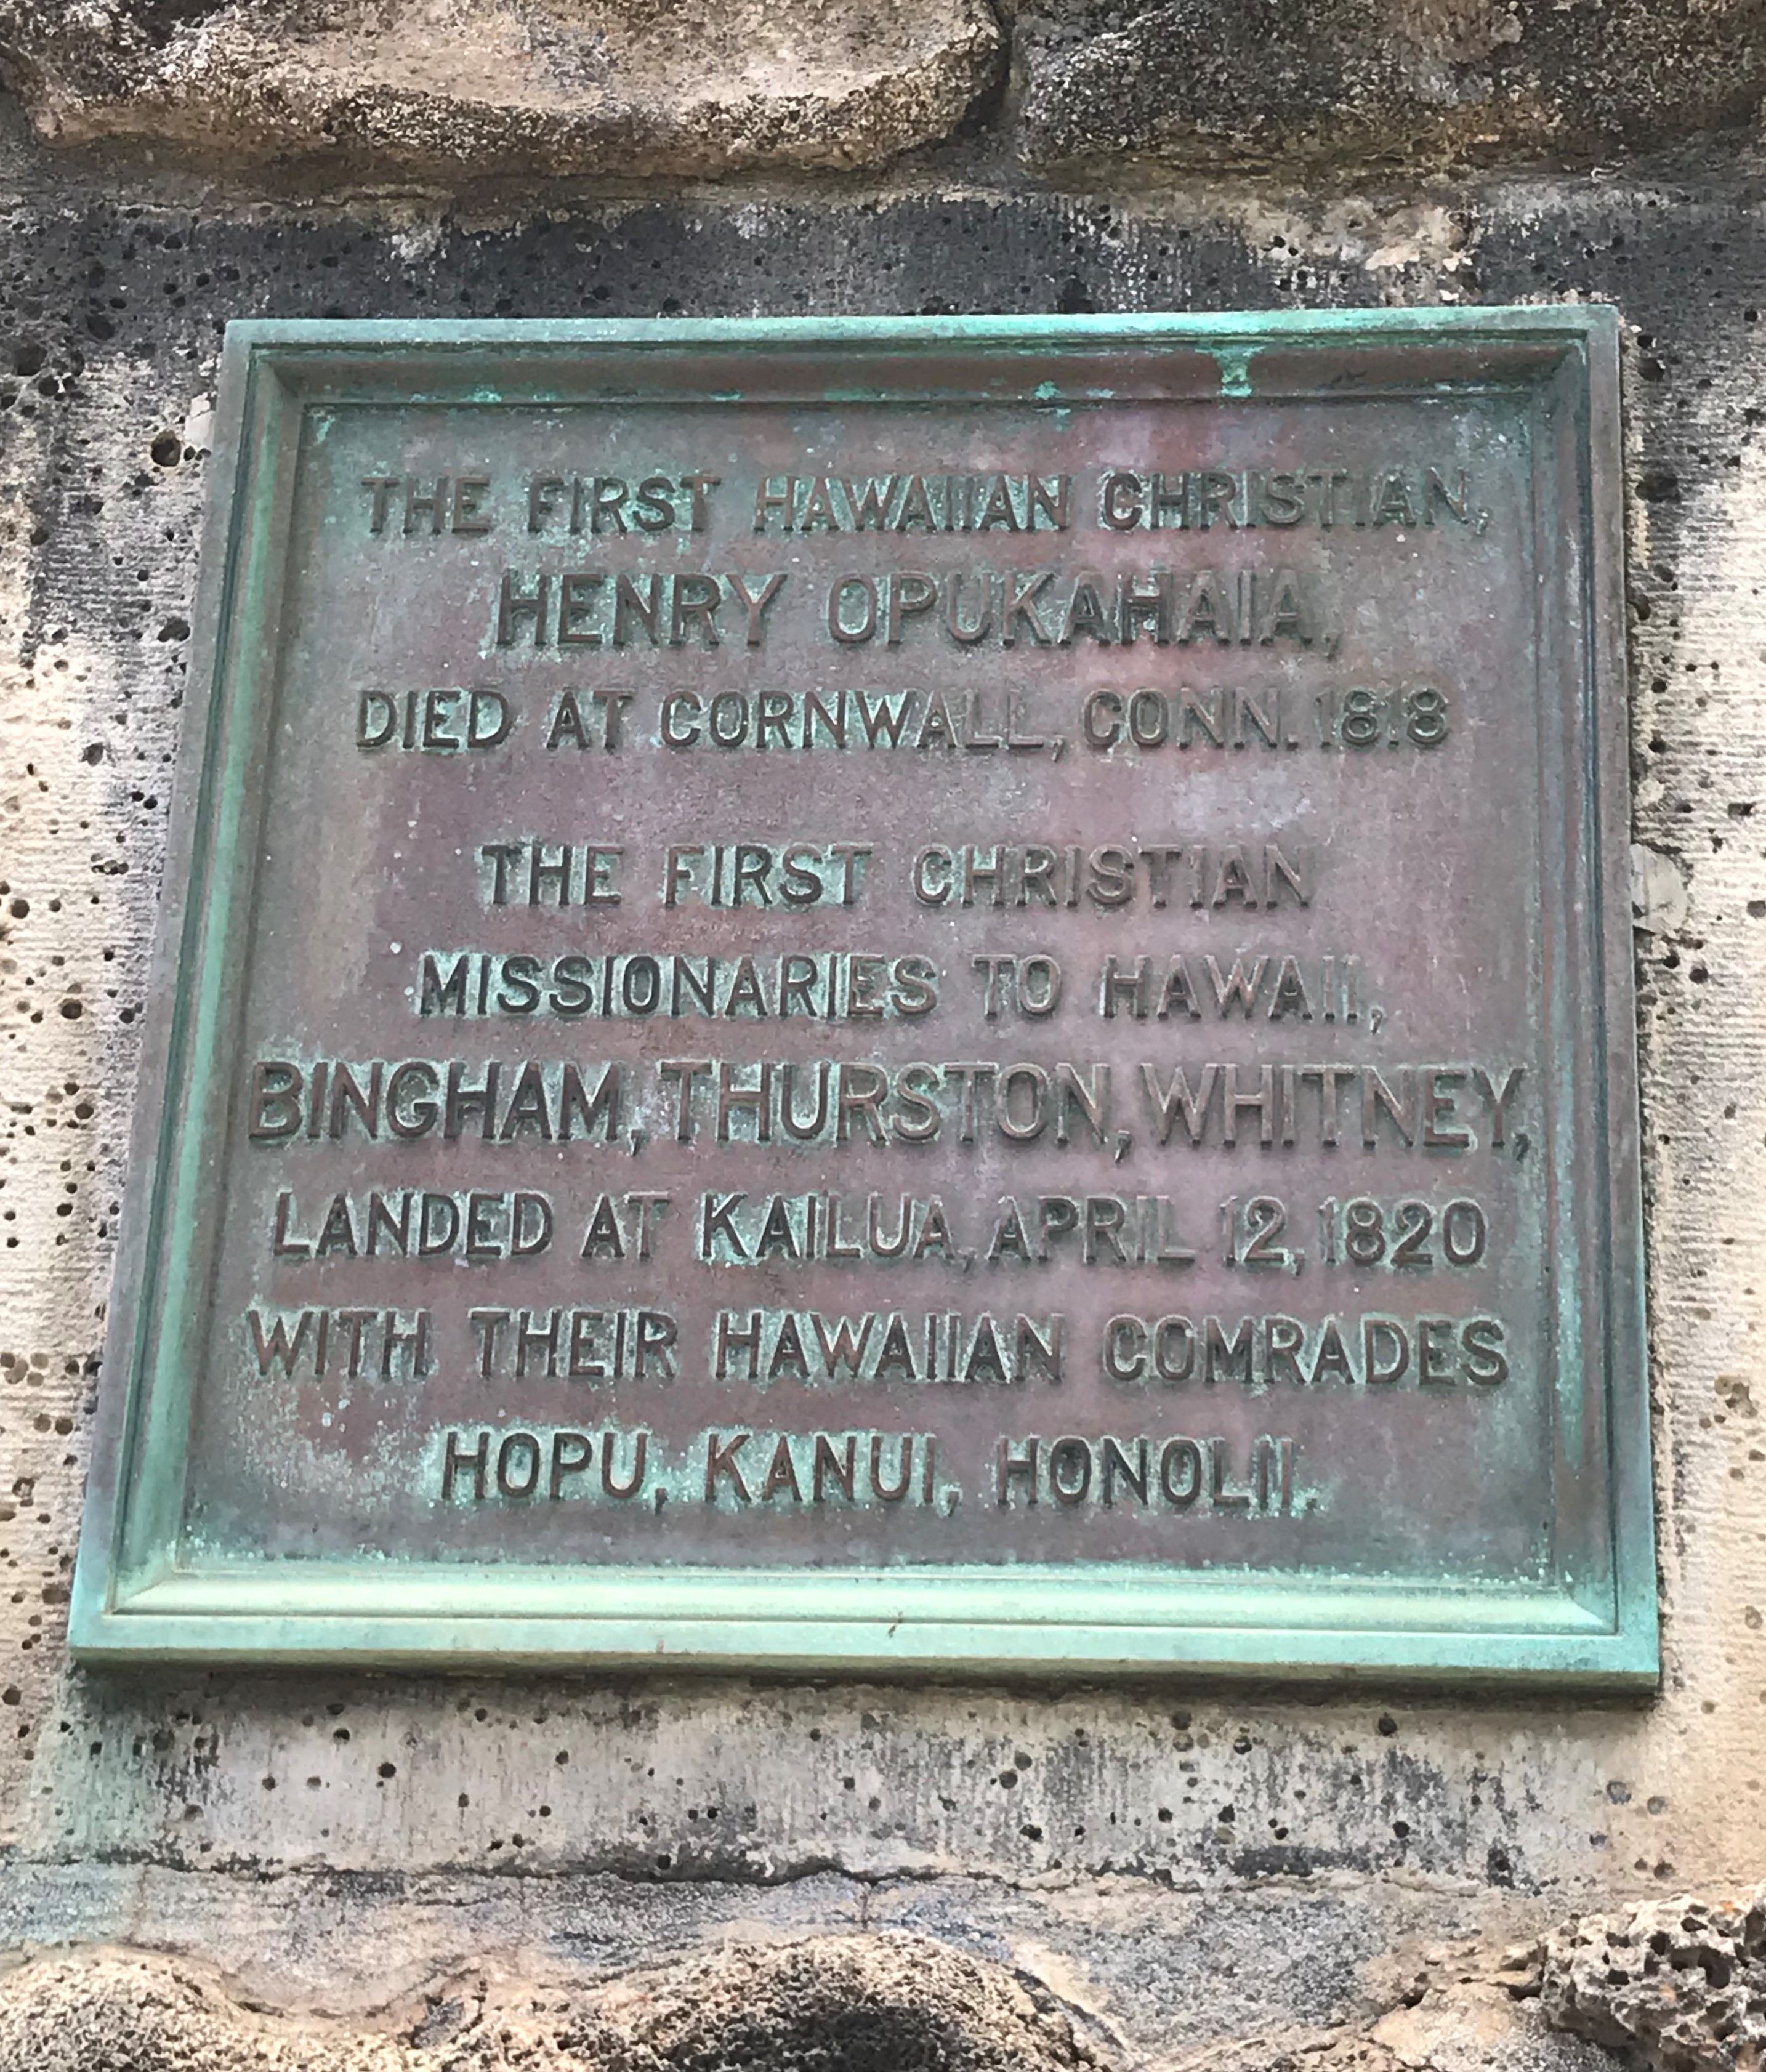 THE FIRST HAWAIIAN CHRISTIAN,
HENRY OPUKAHAIA,
DIED AT CORNWALL, CONN. 1818
THE FIRST CHRISTIAN
MISSIONARIES TO HAWAII,
BINGHAM, THURSTON, WHITNEY,
LANDED AT KAILUA, APRIL 12, 1820
WITH THEIR HAWAIIAN COMRADES
HOPU, KANUI, HONOLII.